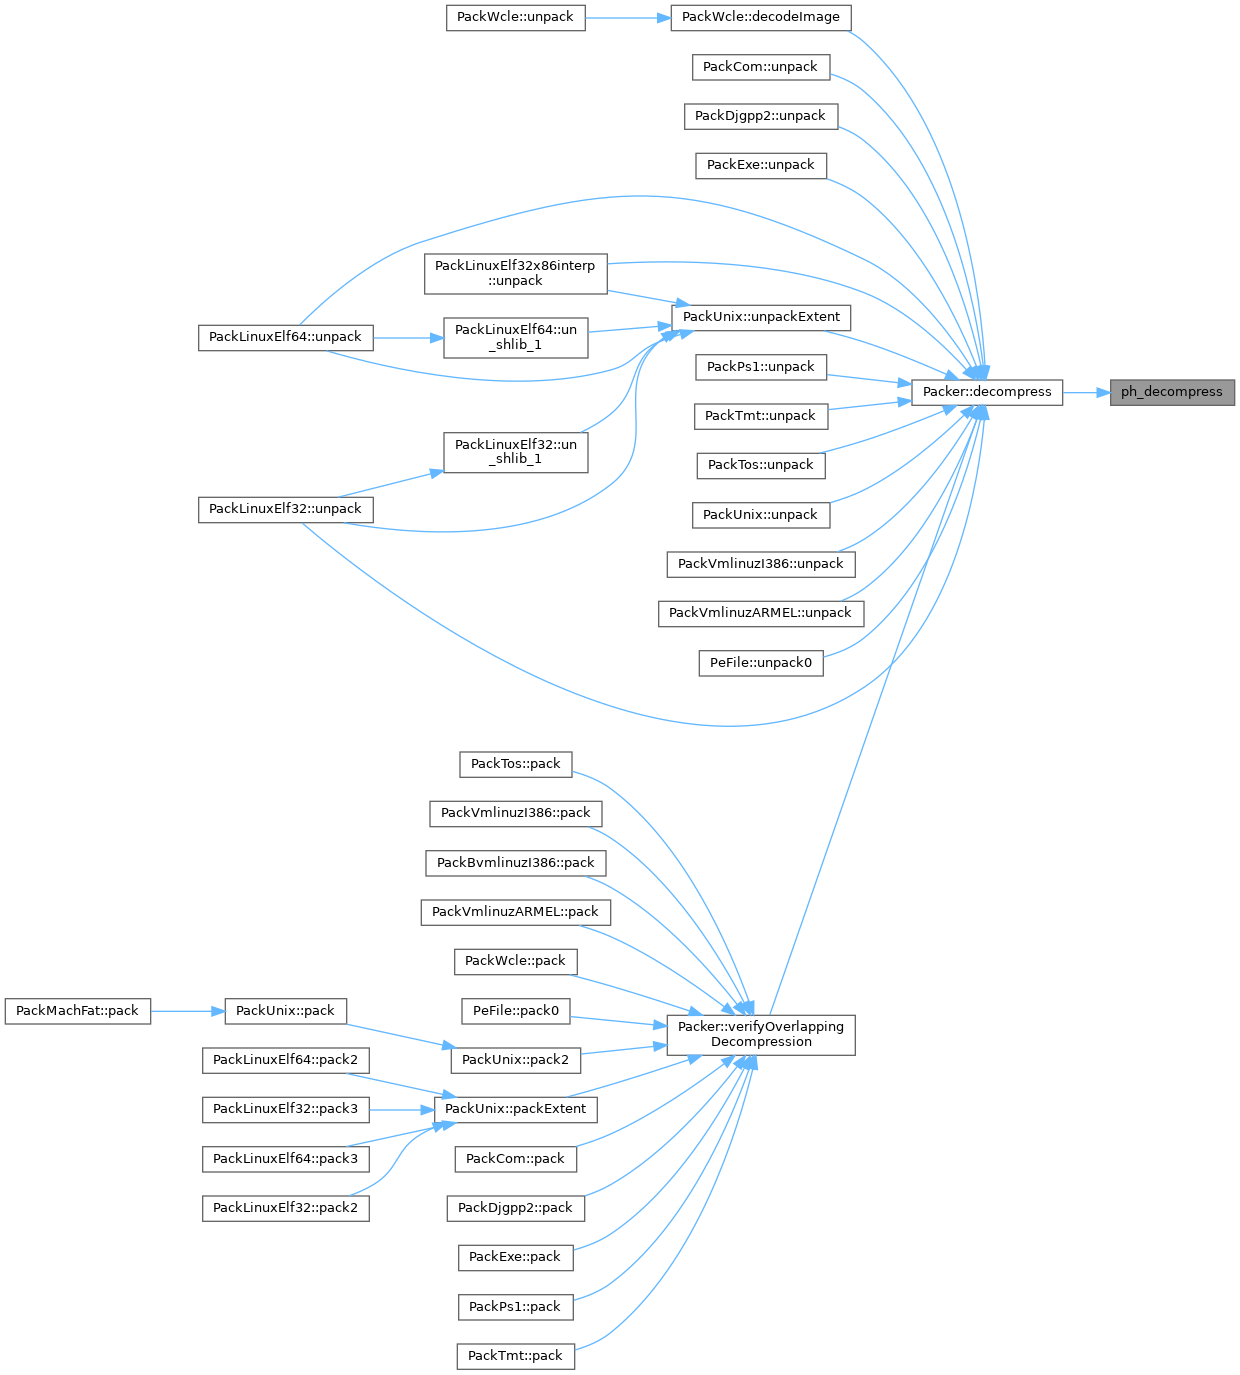 PackWcle::unpack
PackWcle::decodeImage
PackCom::unpack
PackDjgpp2::unpack
PackExe::unpack
PackLinuxElf32x86interp
::unpack
PackUnix::unpackExtent
PackLinuxElf64::unpack
PackLinuxElf64::un
_shlib_1
PackPs1::unpack
Packer::decompress
ph_decompress
PackTmt::unpack
PackLinuxElf32::un
_shlib_1
PackTos::unpack
PackLinuxElf32::unpack
PackUnix::unpack
PackVmlinuzI386::unpack
PackVmlinuzARMEL::unpack
PeFile::unpack0
PackTos::pack
PackVmlinuzI386::pack
PackBvmlinuzI386::pack
PackVmlinuzARMEL::pack
PackWcle::pack
PackMachFat::pack
PackUnix::pack
PeFile::pack0
Packer::verifyOverlapping
Decompression
PackLinuxElf64::pack2
PackUnix::pack2
PackLinuxElf32::pack3
PackUnix::packExtent
PackLinuxElf64::pack3
PackCom::pack
PackLinuxElf32::pack2
PackDjgpp2::pack
PackExe::pack
PackPs1::pack
PackTmt::pack